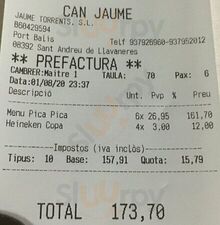 CAN JAUME
JAUME TORRENTS, S.L.
B60429594
Port Balis Telf 937926960-937952012
08392 Sant Andreu de Llavaneres
** PREFACTURA **
CAMBRER: Maitre 1 TAULA: 70 Pax: 6
Data: 01/08/20 23:37
Descripció Unt. Pvp % Preu
Menu Pica Pica 6x 26,95 161,70
Heineken Copa 4x 3,00 12,00
Impostos (iva inclòs)
Tipus: 10 Base: 157,91 Quota: 15,79
TOTAL 173,70